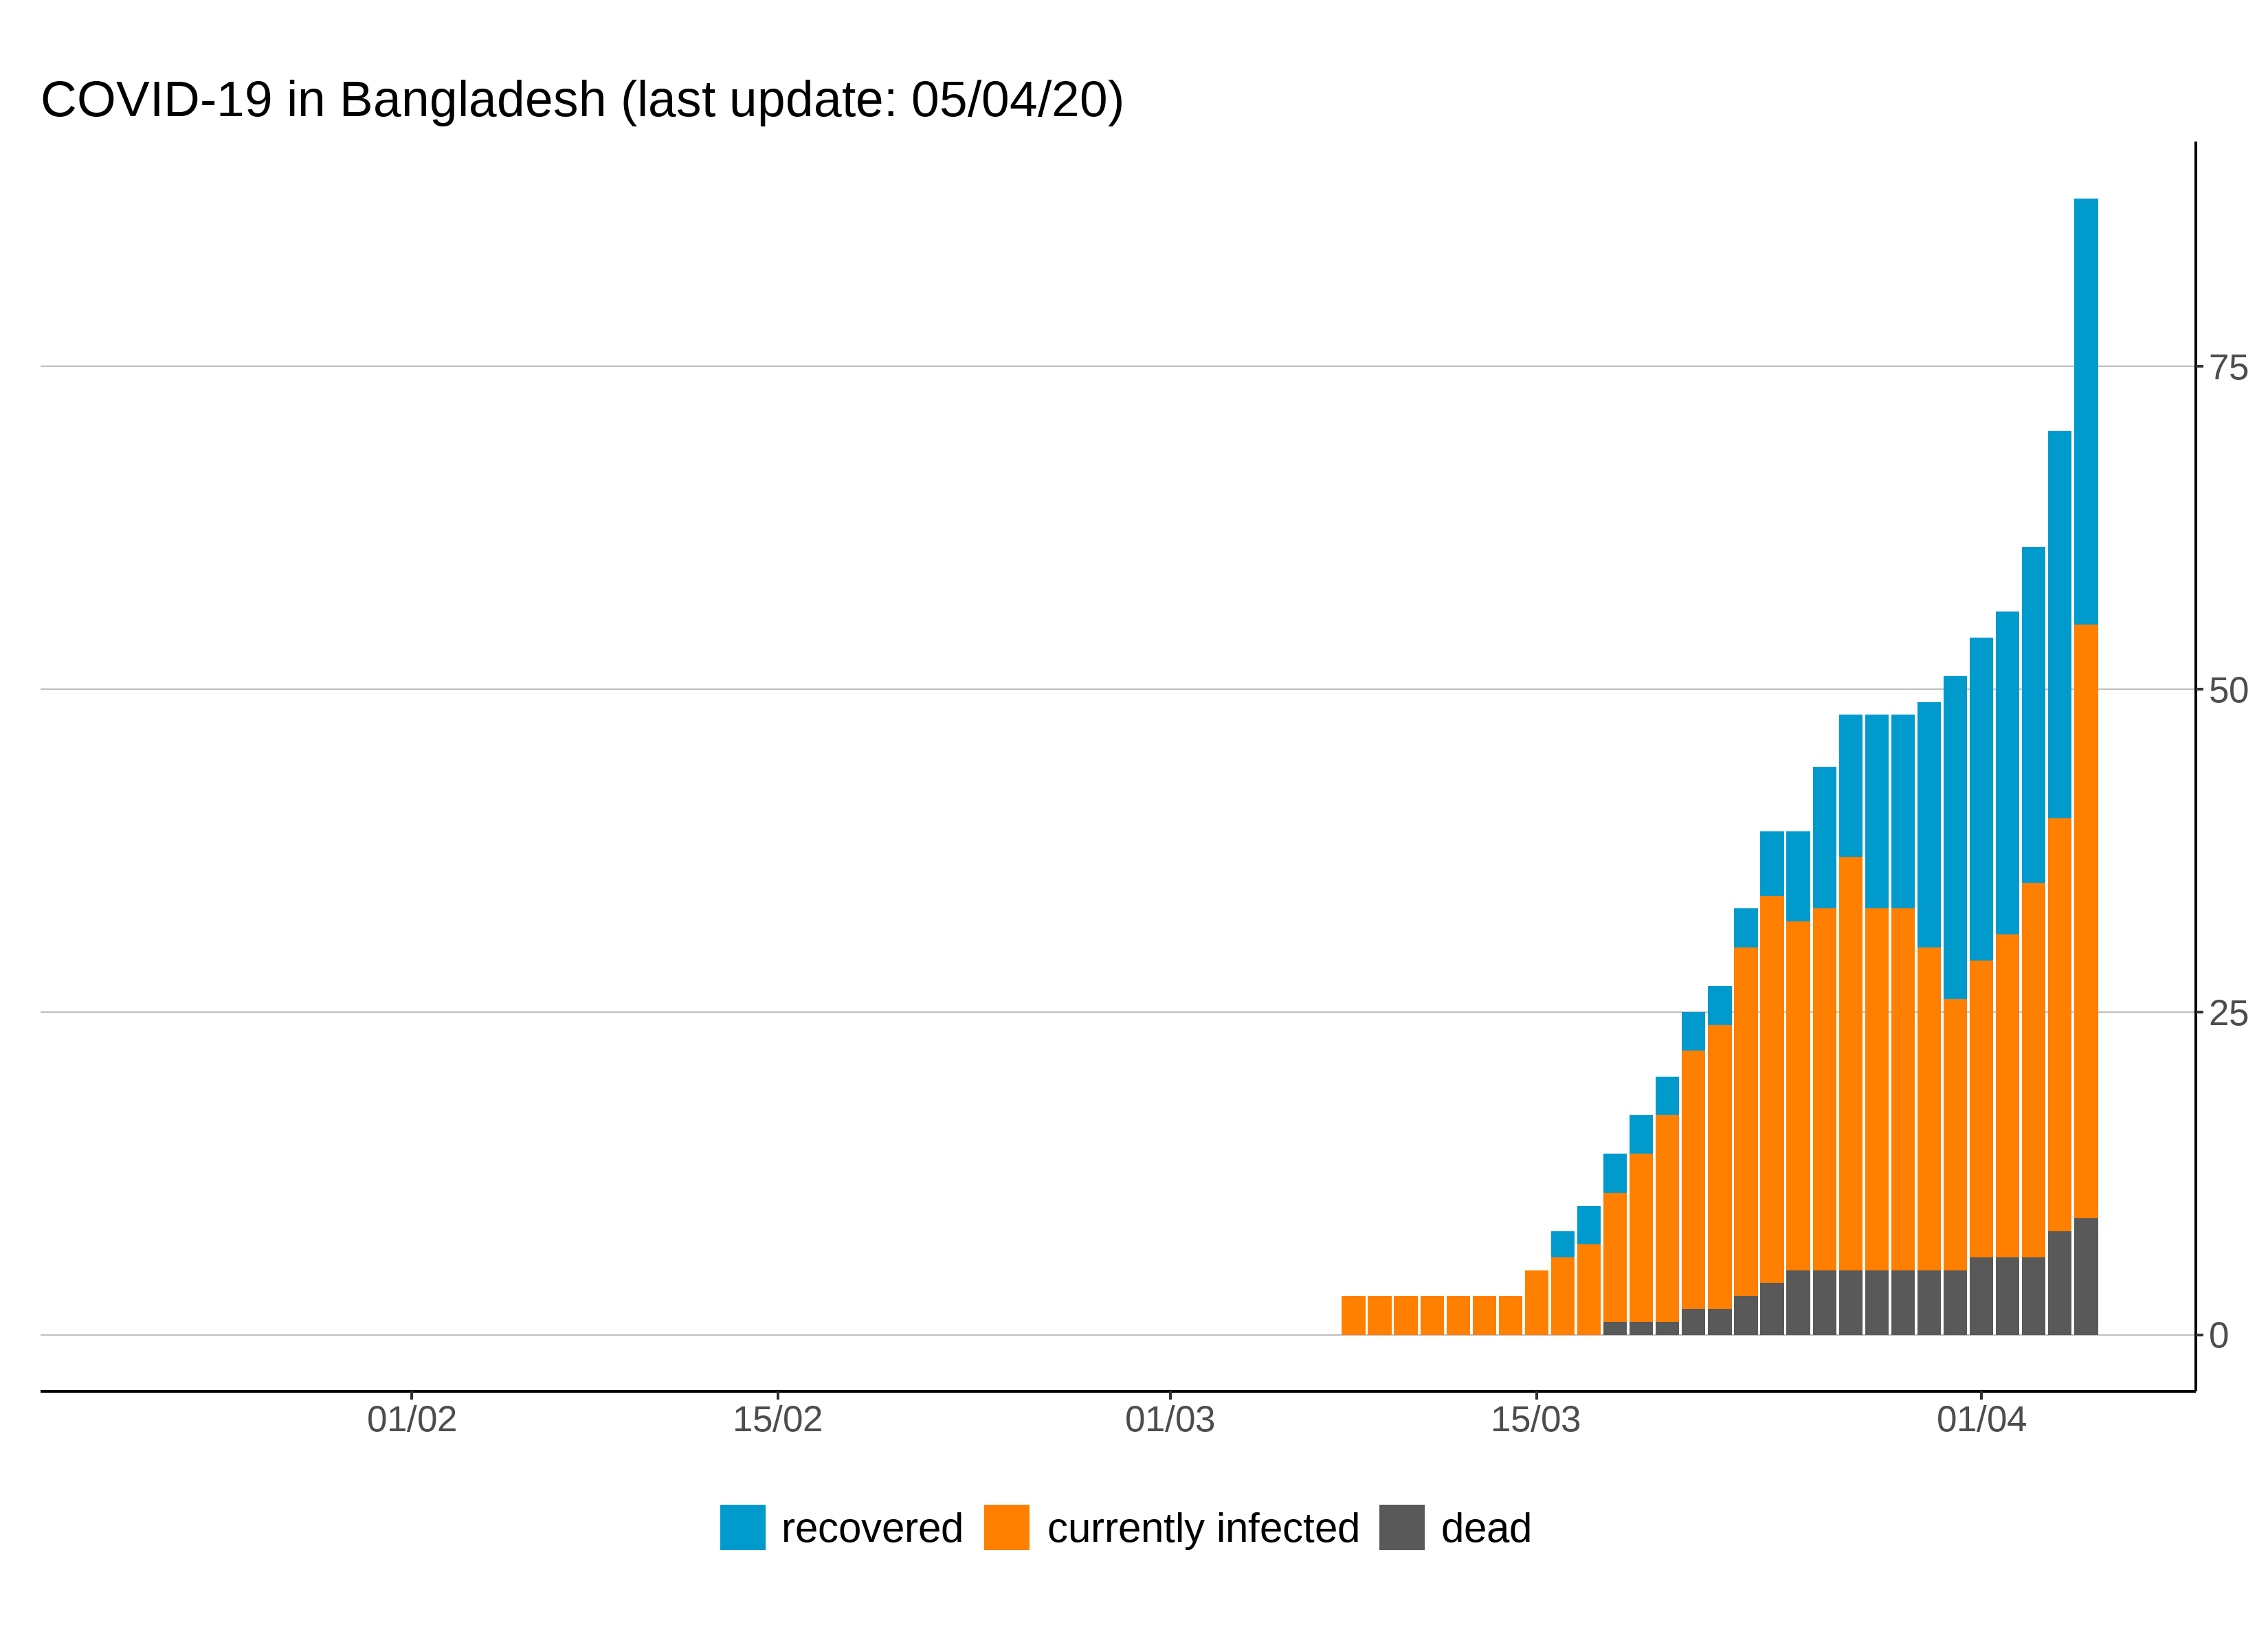 COVID-19 in Bangladesh (last update: 05/04/20)
75
50
25
0
01/02 15/02 01/03 15/03 01/04
recovered currently infected dead